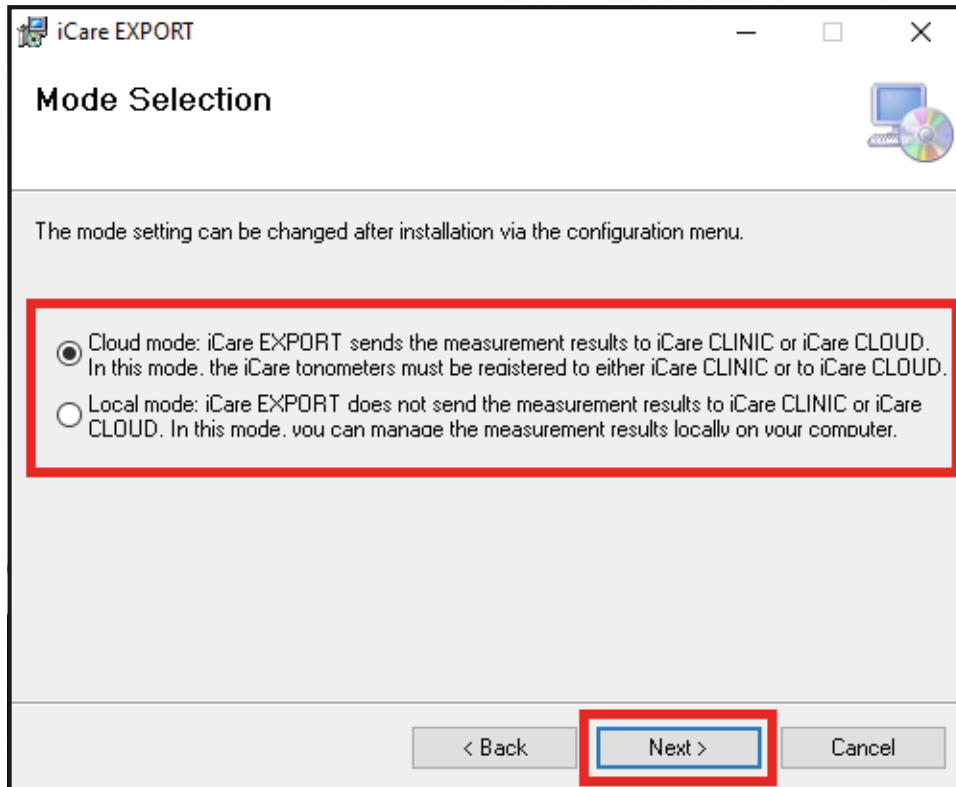 iCare EXPORT
Mode Selection
The mode setting can be changed after installation via the configuration menu.
Cloud mode: iCare EXPORT sends the measurement results to iCare CLINIC or iCare CLOUD.
In this mode, the iCare tonometers must be registered to either iCare CLINIC or to iCare CLOUD.
Local mode: iCare EXPORT does not send the measurement results to iCare CLINIC or iCare
CLOUD. In this mode, you can manage the measurement results locally on your computer.
< Back
Next >
Cancel